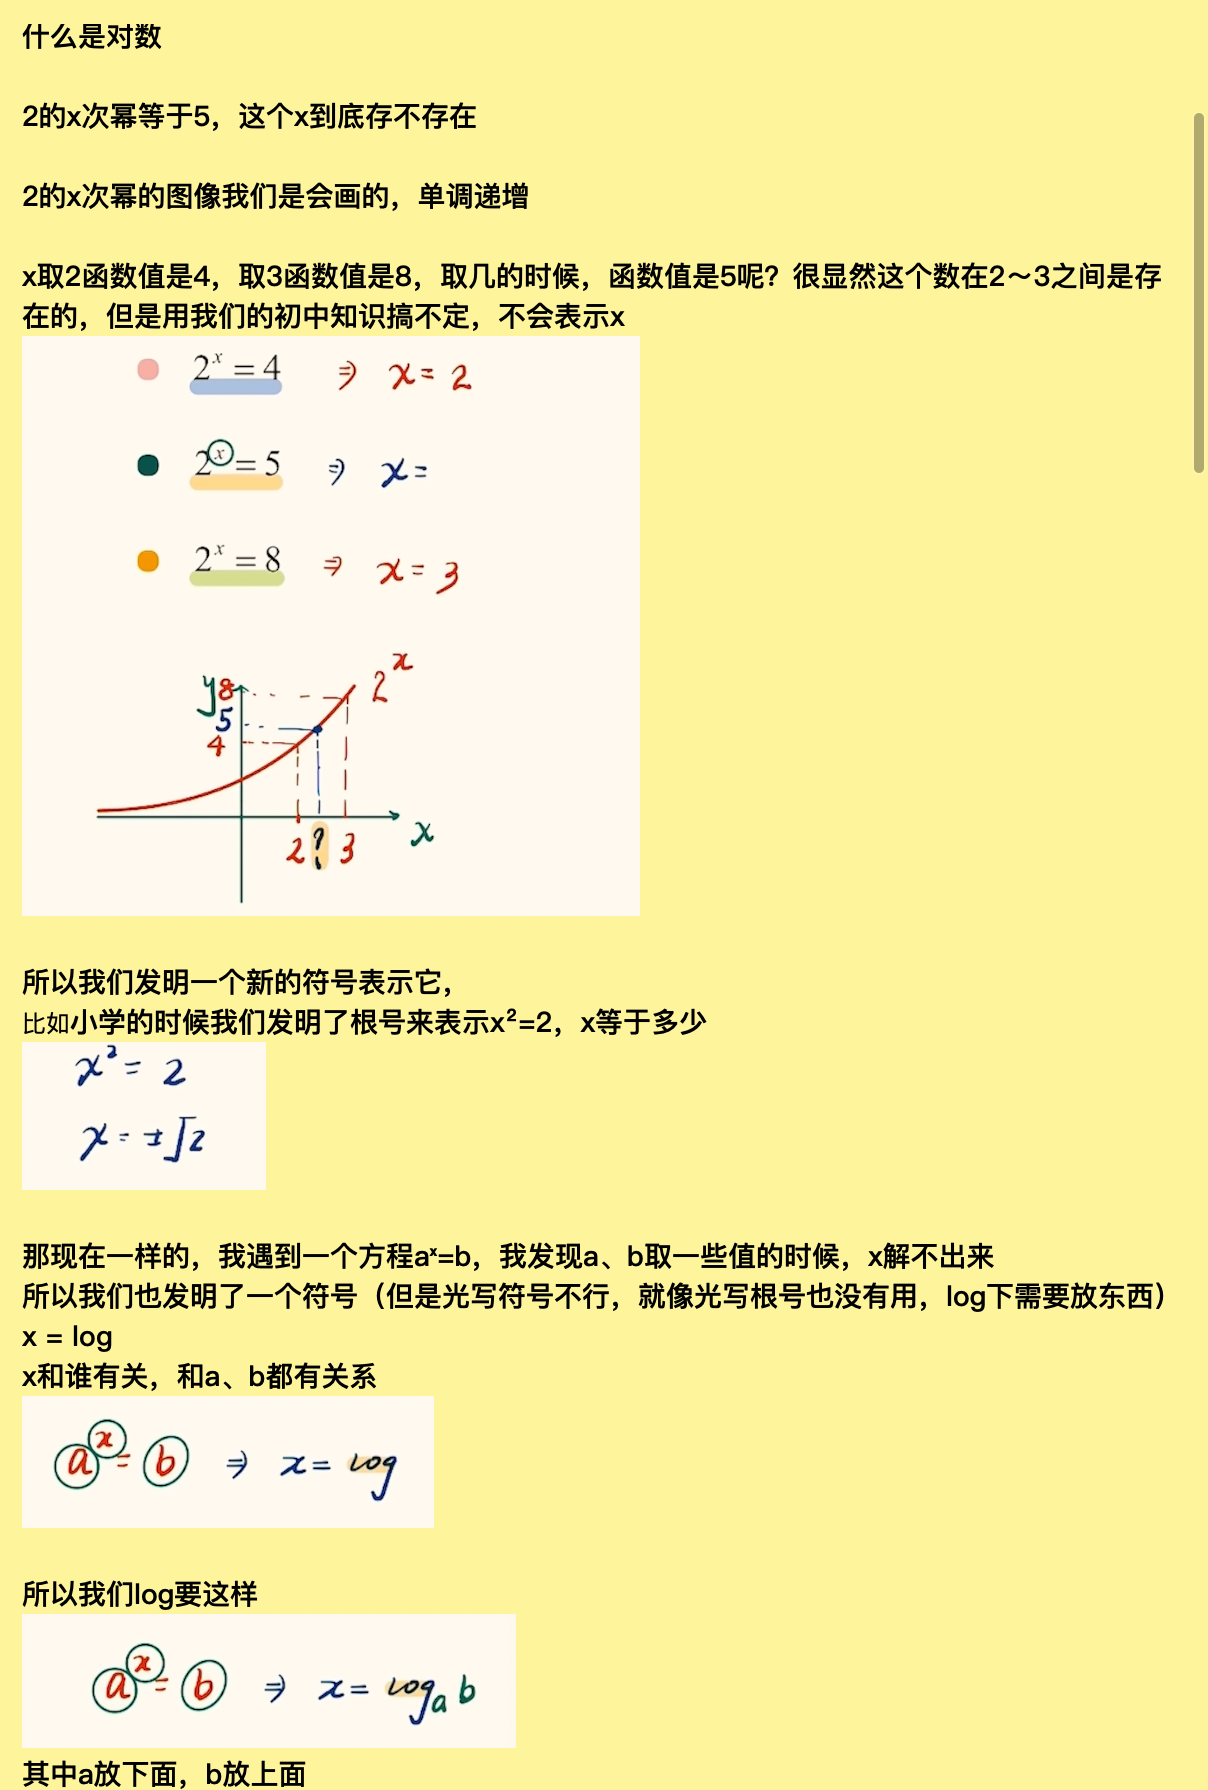 什么是对数
2的x次幂等于5，这个x到底存不存在
2的x次幂的图像我们是会画的，单调递增
x取2函数值是4，取3函数值是8，取几的时候，函数值是5呢？很显然这个数在2～3之间是存
在的，但是用我们的初中知识搞不定，不会表示x
2ˣ = 4 ⇒ x = 2
2ˣ = 5 ⇒ x =
2ˣ = 8 ⇒ x = 3
2ˣ
y 8
5
4
x
2 ? 3
所以我们发明一个新的符号表示它，
比如小学的时候我们发明了根号来表示x²=2，x等于多少
x² = 2
x = ±√2
那现在一样的，我遇到一个方程aˣ=b，我发现a、b取一些值的时候，x解不出来
所以我们也发明了一个符号（但是光写符号不行，就像光写根号也没有用，log下需要放东西）
x = log
x和谁有关，和a、b都有关系
aˣ = b ⇒ x = log
所以我们log要这样
aˣ = b ⇒ x = logₐ b
其中a放下面，b放上面